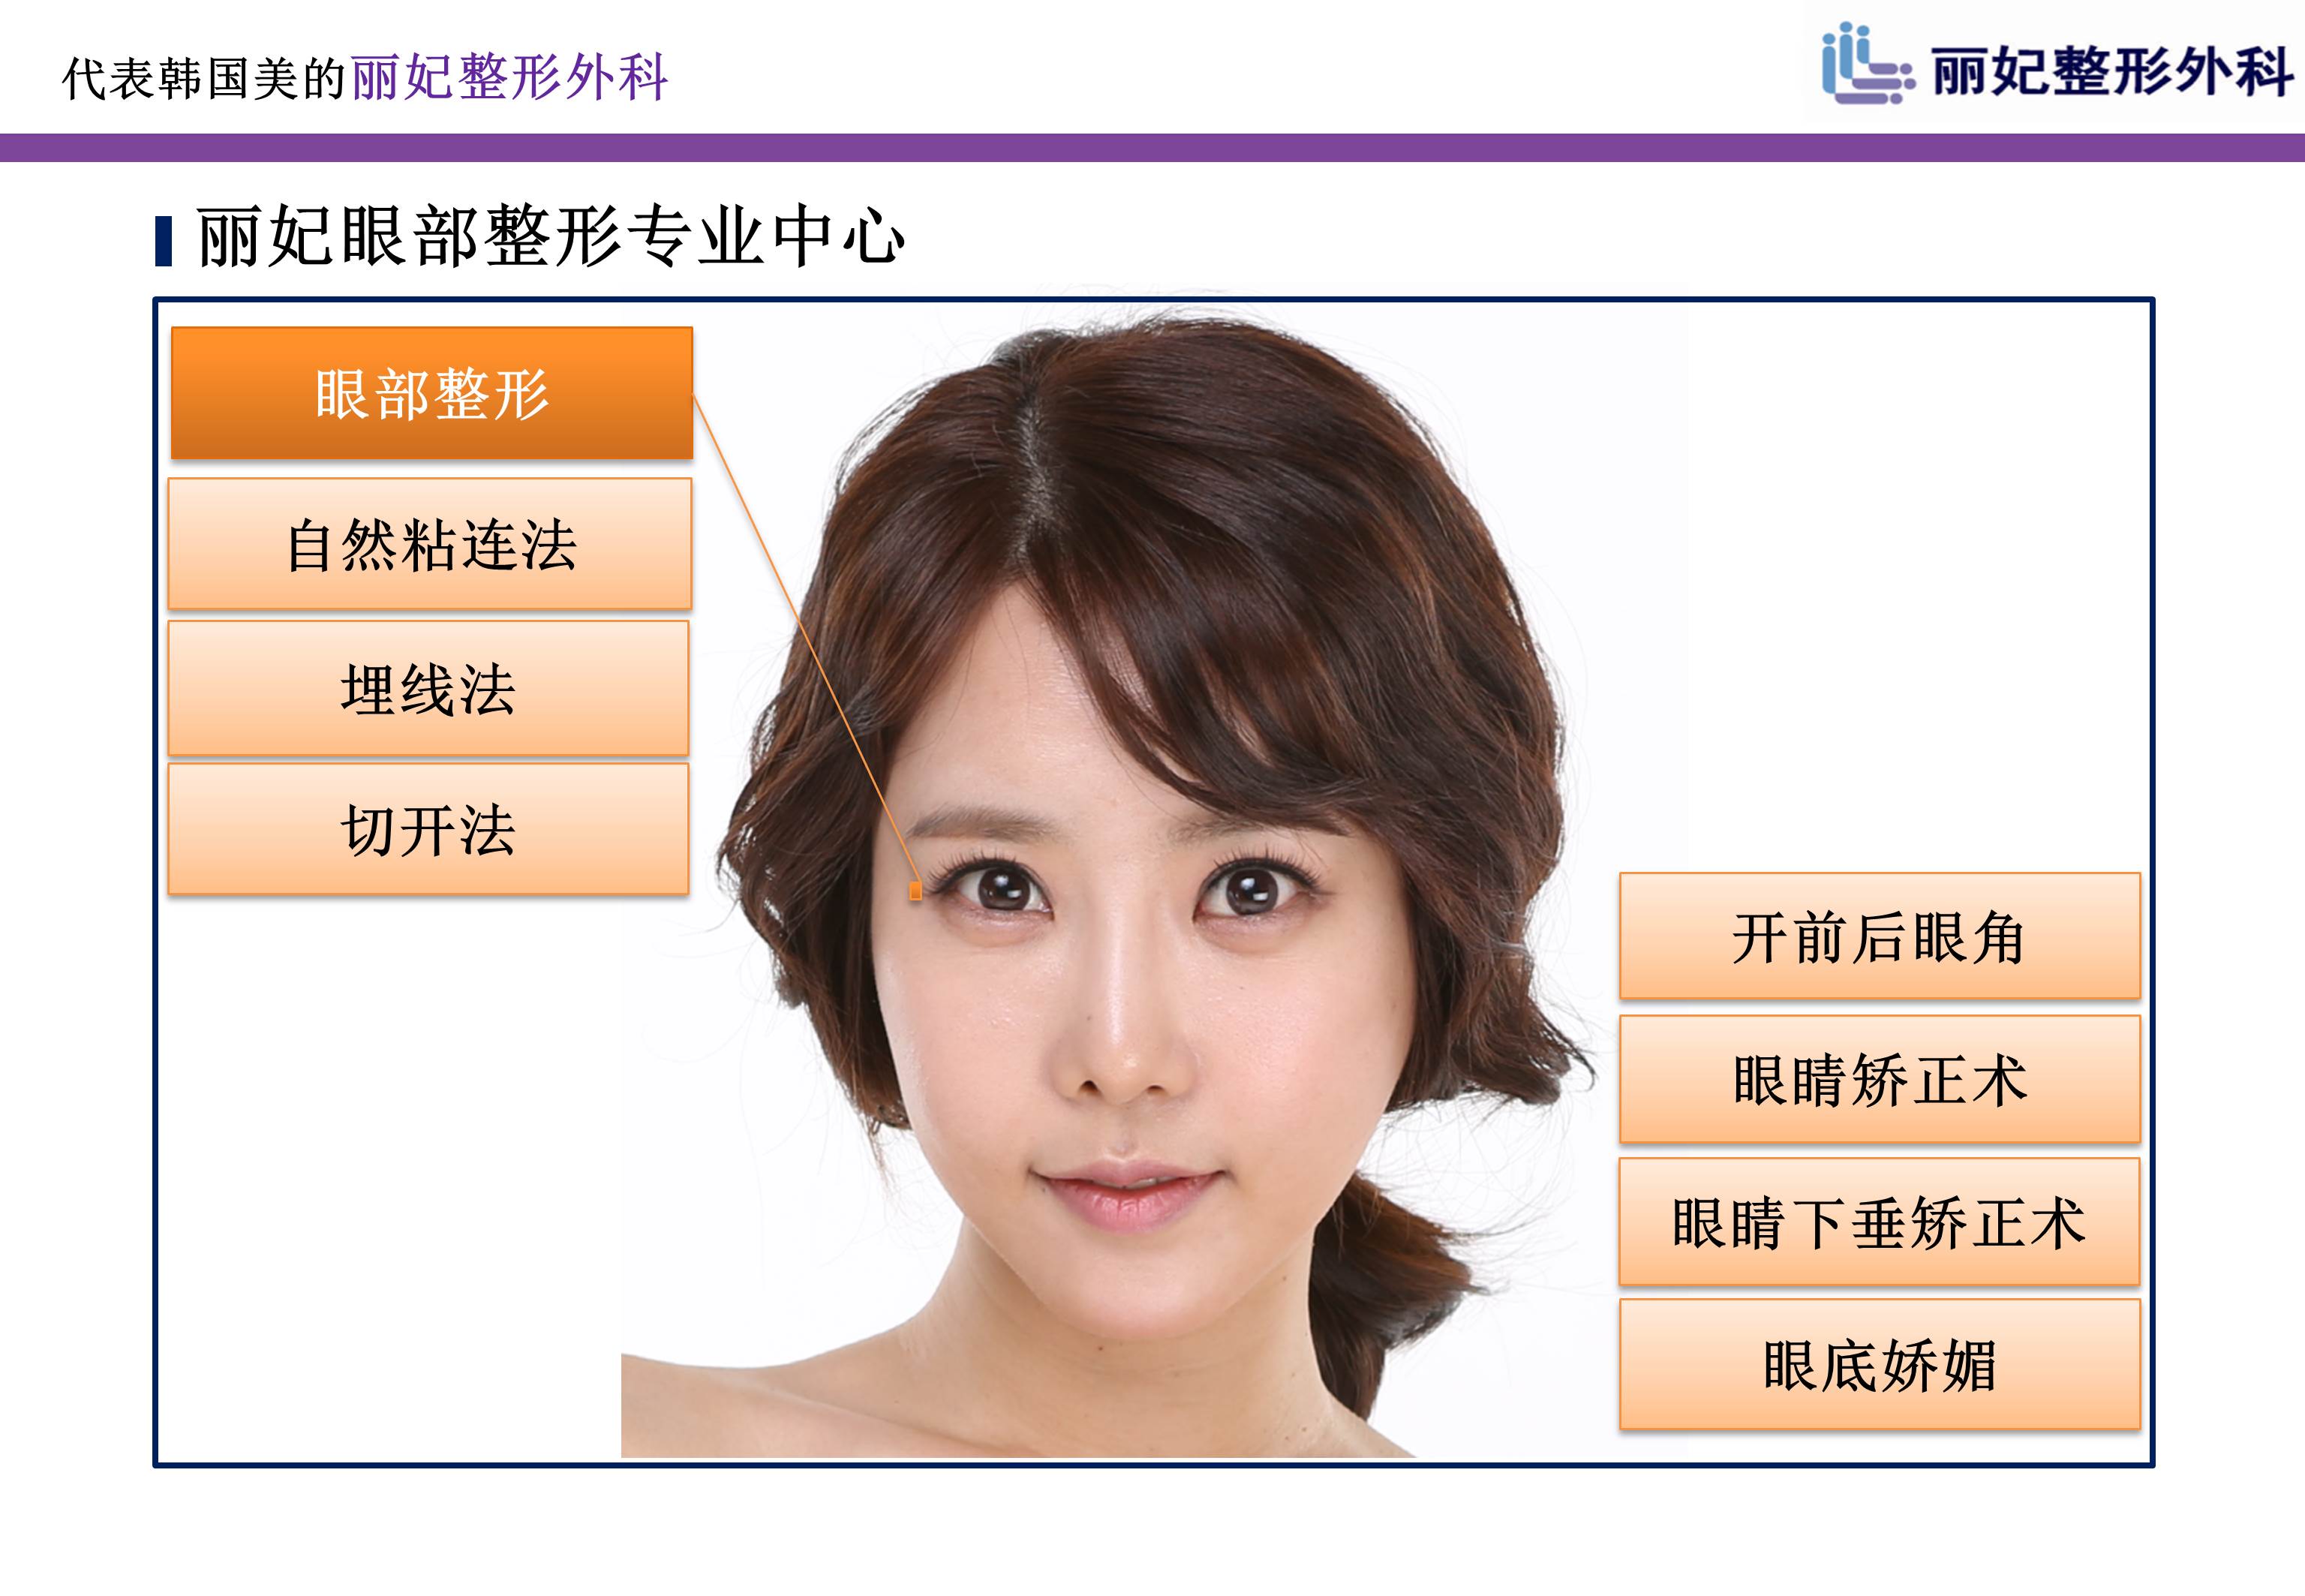 代表韩国美的丽妃整形外科
丽妃整形外科
丽妃眼部整形专业中心
眼部整形
自然粘连法
埋线法
切开法
开前后眼角
眼睛矫正术
眼睛下垂矫正术
眼底娇媚